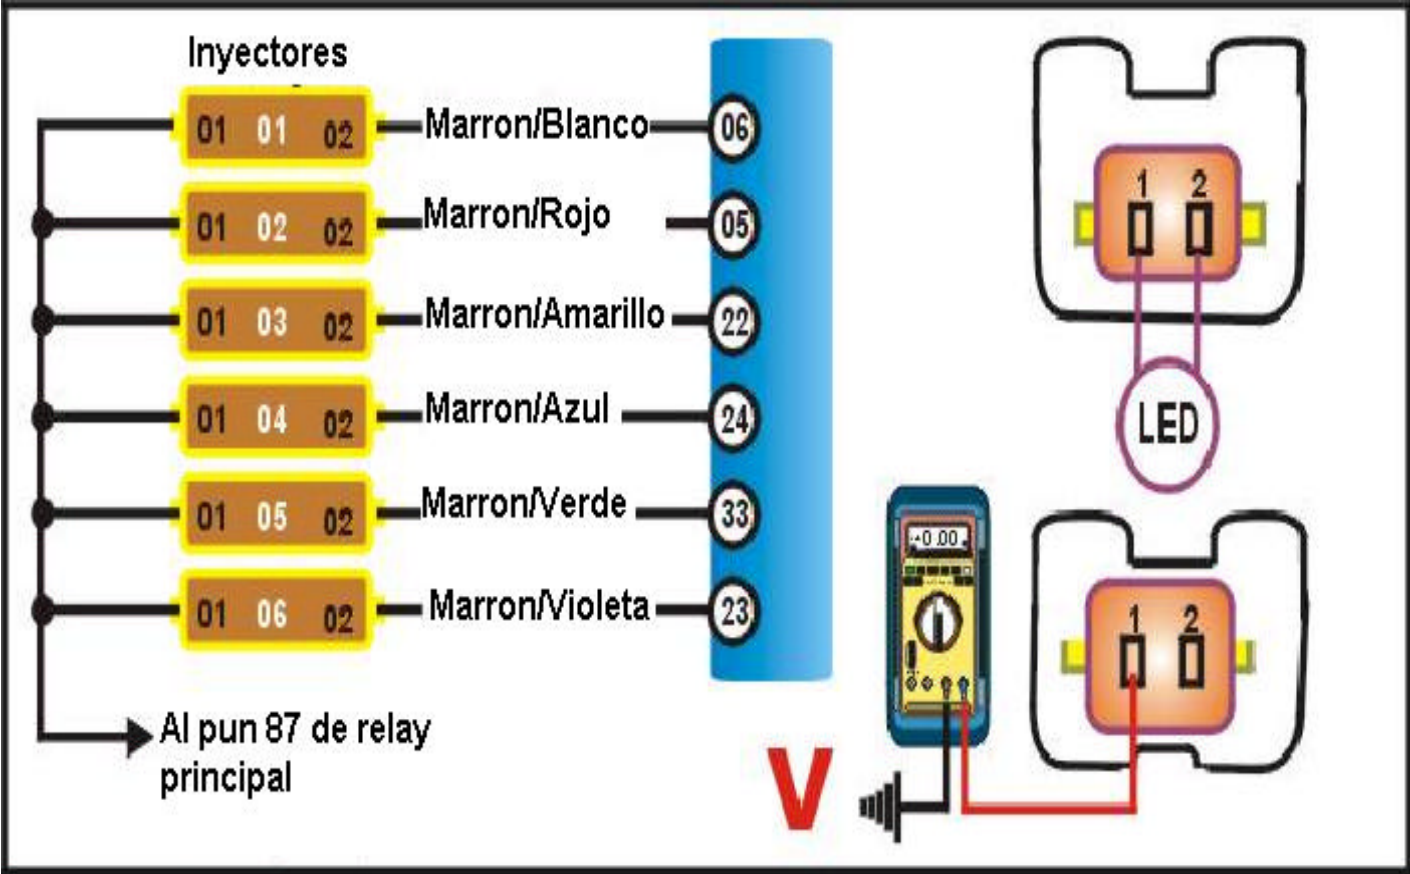 Inyectores
01 01 02 Marron/Blanco 06
01 02 02 Marron/Rojo 05
01 03 02 Marron/Amarillo 22
01 04 02 Marron/Azul 24
01 05 02 Marron/Verde 33
01 06 02 Marron/Violeta 23
Al pun 87 de relay
principal
1 2
LED
+0.00
1 2
V